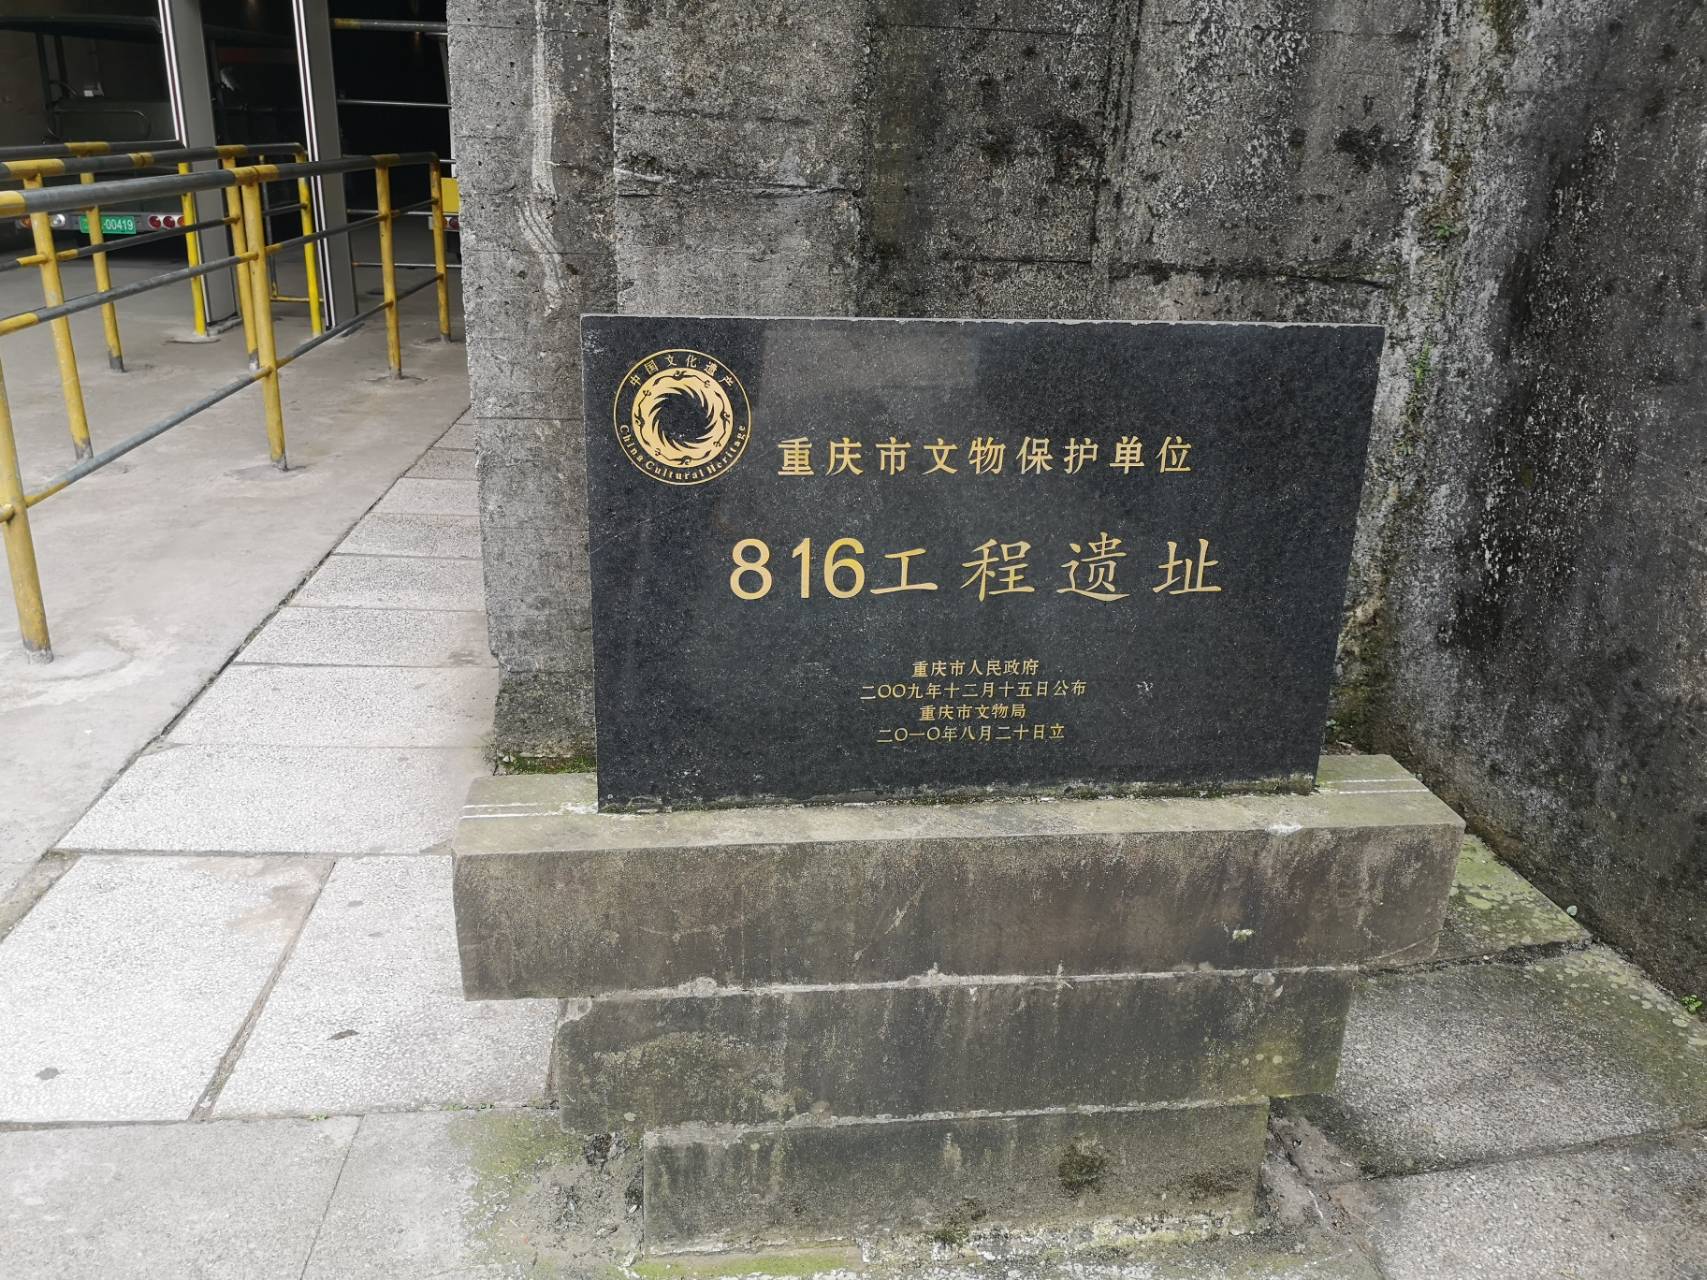 中国文化遗产
China Cultural Heritage
重庆市文物保护单位
816工程遗址
重庆市人民政府
二〇〇九年十二月十五日公布
重庆市文物局
二〇一〇年八月二十日立
00419